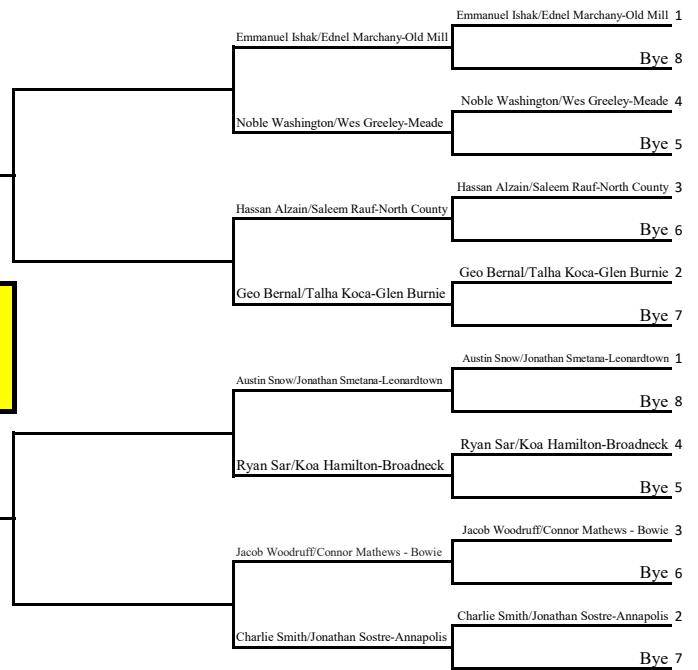 Emmanuel Ishak/Ednel Marchany-Old Mill 1
Emmanuel Ishak/Ednel Marchany-Old Mill
Bye 8
Noble Washington/Wes Greeley-Meade 4
Noble Washington/Wes Greeley-Meade
Bye 5
Hassan Alzain/Saleem Rauf-North County 3
Hassan Alzain/Saleem Rauf-North County
Bye 6
Geo Bernal/Talha Koca-Glen Burnie 2
Geo Bernal/Talha Koca-Glen Burnie
Bye 7
Austin Snow/Jonathan Smetana-Leonardtown 1
Austin Snow/Jonathan Smetana-Leonardtown
Bye 8
Ryan Sar/Koa Hamilton-Broadneck 4
Ryan Sar/Koa Hamilton-Broadneck
Bye 5
Jacob Woodruff/Connor Mathews - Bowie 3
Jacob Woodruff/Connor Mathews - Bowie
Bye 6
Charlie Smith/Jonathan Sostre-Annapolis 2
Charlie Smith/Jonathan Sostre-Annapolis
Bye 7